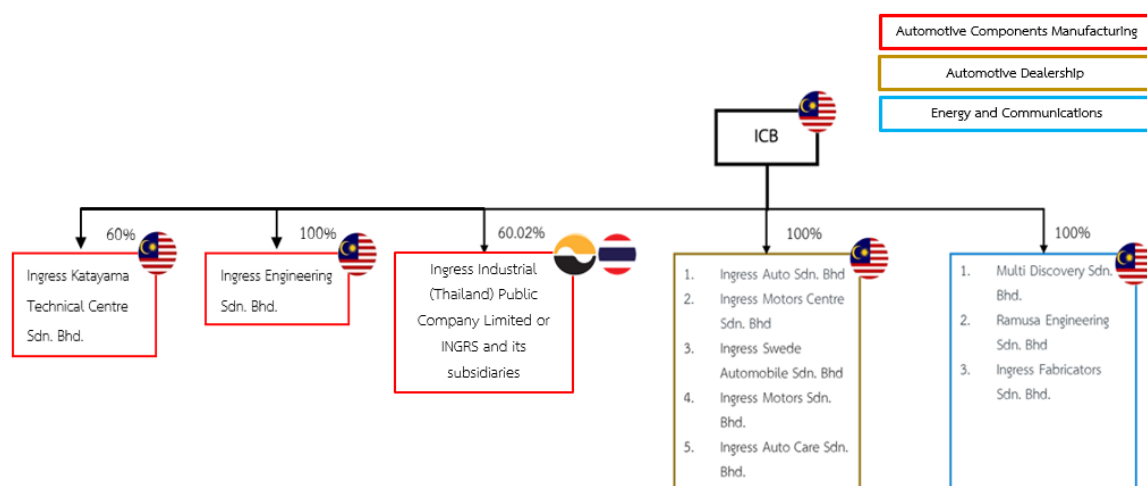 Automotive Components Manufacturing
Automotive Dealership
Energy and Communications
ICB
60%
100%
60.02%
100%
100%
Ingress Katayama
Technical Centre
Sdn. Bhd.
Ingress Engineering
Sdn. Bhd.
Ingress Industrial
(Thailand) Public
Company Limited or
INGRS and its
subsidiaries
1. Ingress Auto Sdn. Bhd
2. Ingress Motors Centre
Sdn. Bhd
3. Ingress Swede
Automobile Sdn. Bhd
4. Ingress Motors Sdn.
Bhd.
5. Ingress Auto Care Sdn.
Bhd.
1. Multi Discovery Sdn.
Bhd.
2. Ramusa Engineering
Sdn. Bhd
3. Ingress Fabricators
Sdn. Bhd.